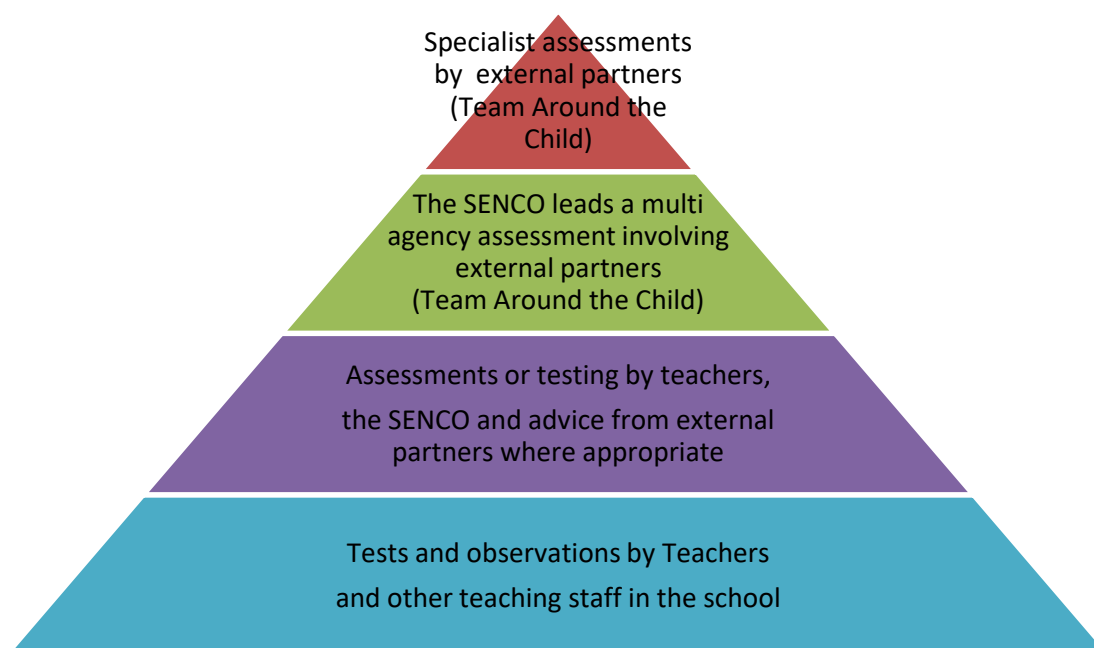 Specialist assessments
by  external partners
(Team Around the
Child)
The SENCO leads a multi
agency assessment involving
external partners
(Team Around the Child)
Assessments or testing by teachers,
the SENCO and advice from external
partners where appropriate
Tests and observations by Teachers
and other teaching staff in the school